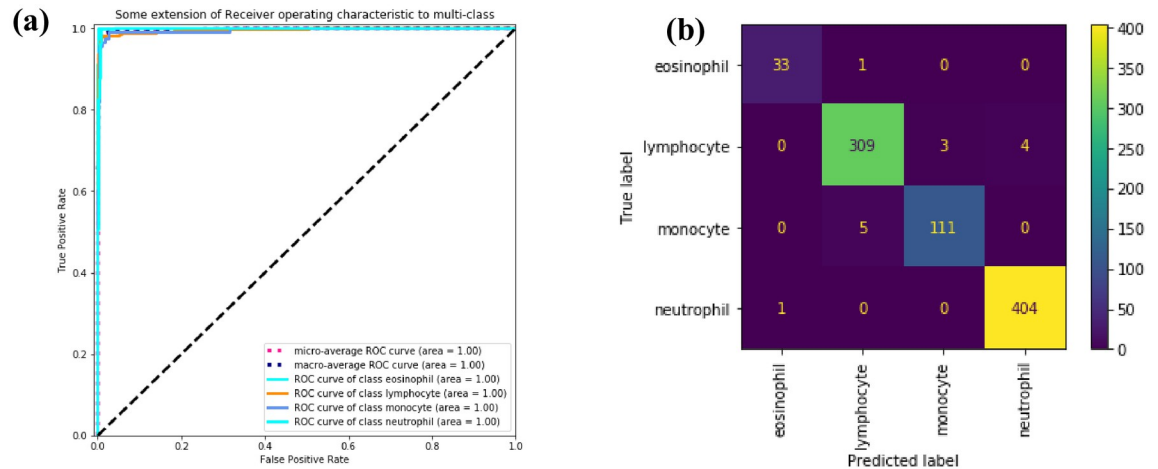 (a)
Some extension of Receiver operating characteristic to multi-class
1.0
0.8
0.6
0.4
0.2
0.0
True Positive Rate
micro-average ROC curve (area = 1.00)
macro-average ROC curve (area = 1.00)
ROC curve of class eosinophil (area = 1.00)
ROC curve of class lymphocyte (area = 1.00)
ROC curve of class monocyte (area = 1.00)
ROC curve of class neutrophil (area = 1.00)
0.0 0.2 0.4 0.6 0.8 1.0
False Positive Rate
(b)
True label
eosinophil 33 1 0 0
lymphocyte 0 309 3 4
monocyte 0 5 111 0
neutrophil 1 0 0 404
eosinophil lymphocyte monocyte neutrophil
Predicted label
400
350
300
250
200
150
100
50
0